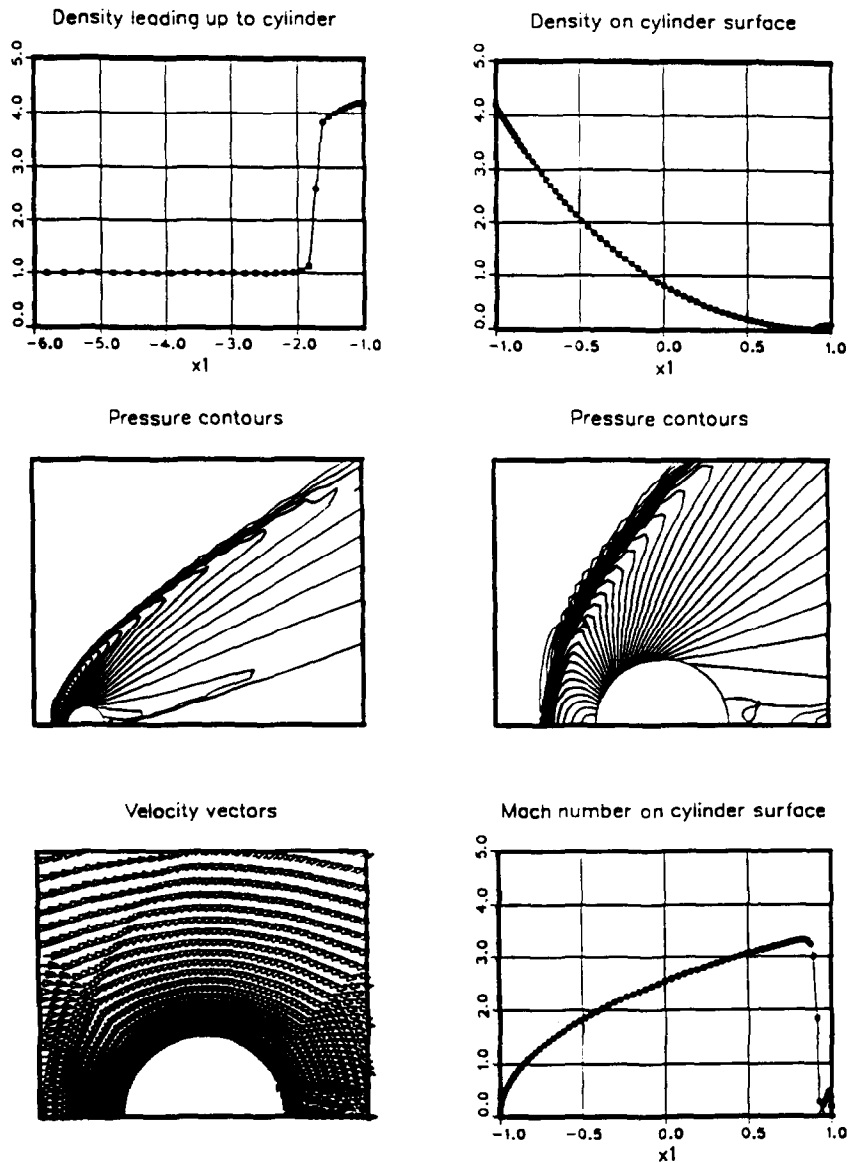 Density leading up to cylinder
Density on cylinder surface
5.0
4.0
3.0
2.0
1.0
0.0
-6.0 -5.0 -4.0 -3.0 -2.0 -1.0
x1
5.0
4.0
3.0
2.0
1.0
0.0
-1.0 -0.5 0.0 0.5 1.0
x1
Pressure contours
Pressure contours
Velocity vectors
Mach number on cylinder surface
5.0
4.0
3.0
2.0
1.0
0.0
-1.0 -0.5 0.0 0.5 1.0
x1